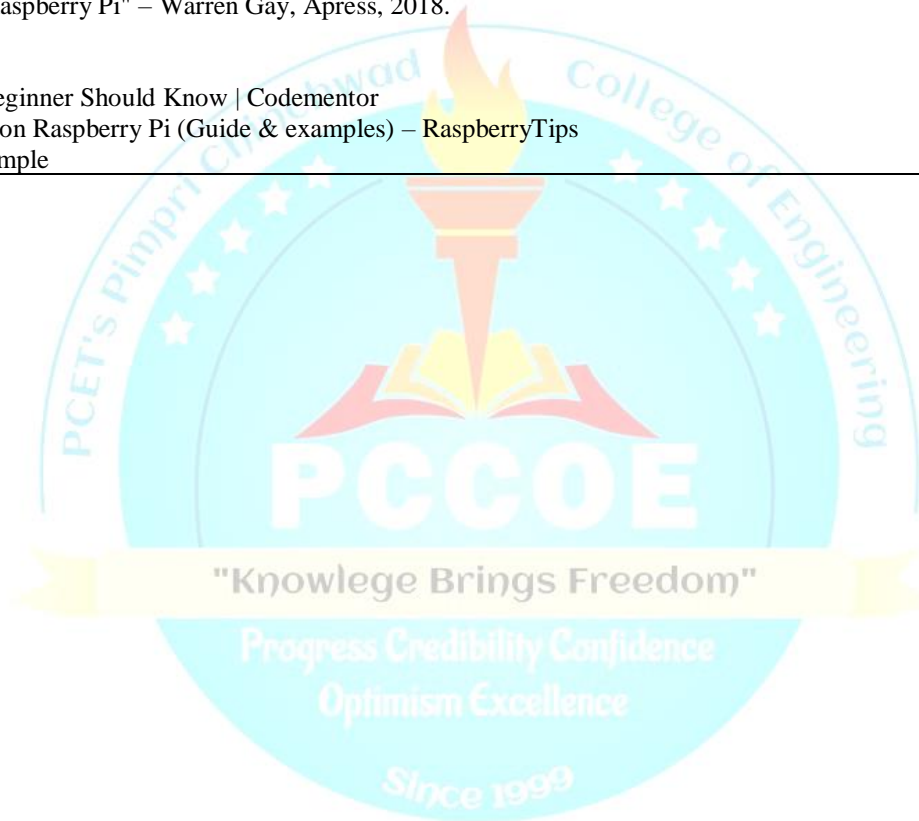 aspberry Pi" – Warren Gay, Apress, 2018.
eginner Should Know | Codementor
on Raspberry Pi (Guide & examples) – RaspberryTips
mple
PCET's Pimpri Chinchwad College of Engineering
PCCOE
"Knowlege Brings Freedom"
Progress Credibility Confidence
Optimism Excellence
Since 1999